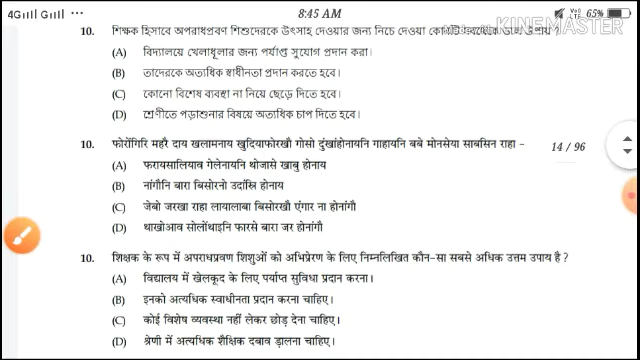 4G 8:45 AM 65%
KINEMASTER
10. শিক্ষক হিসাবে অপরাধপ্রবণ শিশুদেরকে উৎসাহ দেওয়ার জন্য নিচে দেওয়া
(A) বিদ্যালয়ে খেলাধূলার জন্য পর্যাপ্ত সুযোগ প্রদান করা।
(B) তাদেরকে অত্যধিক স্বাধীনতা প্রদান করতে হবে।
(C) কোনো বিশেষ ব্যবস্থা না নিয়ে ছেড়ে দিতে হবে।
(D) শ্রেণীতে পড়াশুনার বিষয়ে অত্যধিক চাপ দিতে হবে।
10. फोरोंगिरि महरै दाय खलामनाय खुदियाफोरखौ गोसो दुंखांहोनायनि गाहायनि बबे मोनसेया साबसिन राहा –
14 / 96
(A) फरायसालियाव गेलेनायनि थोजासे खाबु होनाय
(B) नांगौनि बारा बिसोरनो उदांस्रि होनाय
(C) जेबो जरखा राहा लायालाबा बिसोरखौ एंगार ना होनांगौ
(D) थाखोआव सोलोंथाइनि फारसे बारा जर होनांगौ
10. शिक्षक के रूप में अपराधप्रवण शिशुओं को अभिप्रेरण के लिए निम्नलिखित कौन-सा सबसे अधिक उत्तम उपाय है ?
(A) विद्यालय में खेलकूद के लिए पर्याप्त सुविधा प्रदान करना।
(B) इनको अत्यधिक स्वाधीनता प्रदान करना चाहिए।
(C) कोई विशेष व्यवस्था नहीं लेकर छोड़ देना चाहिए।
(D) श्रेणी में अत्यधिक शैक्षिक दबाव डालना चाहिए।